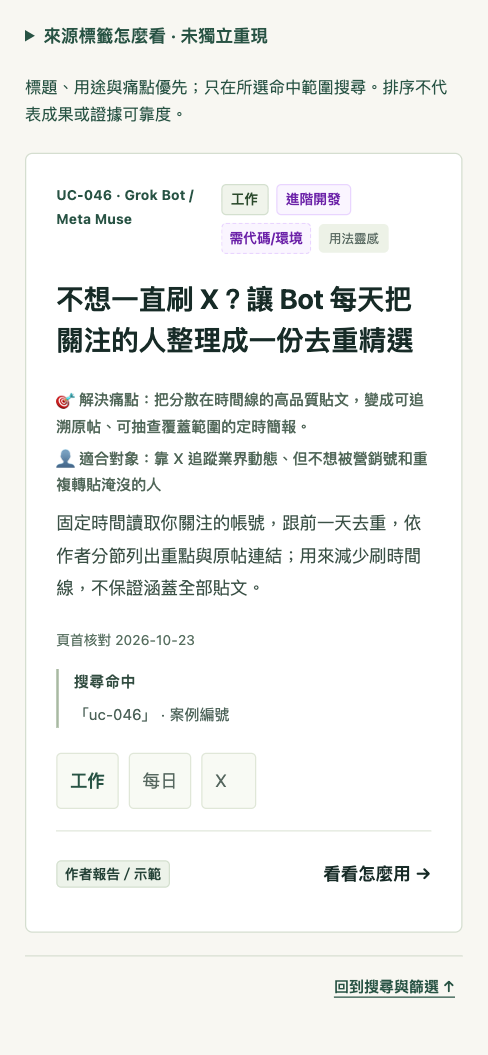 ▶ 來源標籤怎麼看 · 未獨立重現
標題、用途與痛點優先；只在所選命中範圍搜尋。排序不代
表成果或證據可靠度。
UC-046 · Grok Bot /
Meta Muse
工作
進階開發
需代碼/環境
用法靈感
不想一直刷 X？讓 Bot 每天把
關注的人整理成一份去重精選
🎯 解決痛點：把分散在時間線的高品質貼文，變成可追
溯原帖、可抽查覆蓋範圍的定時簡報。
👤 適合對象：靠 X 追蹤業界動態、但不想被營銷號和重
複轉貼淹沒的人
固定時間讀取你關注的帳號，跟前一天去重，依
作者分節列出重點與原帖連結；用來減少刷時間
線，不保證涵蓋全部貼文。
頁首核對 2026-10-23
搜尋命中
「uc-046」 · 案例編號
工作
每日
X
作者報告 / 示範
看看怎麼用 →
回到搜尋與篩選 ↑